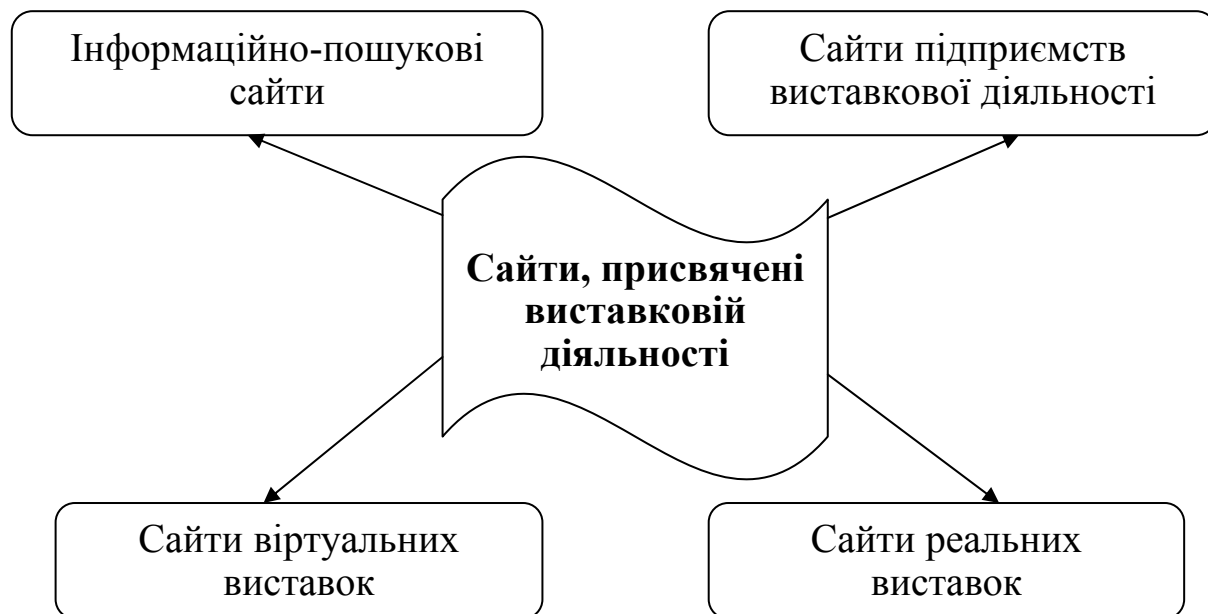 Інформаційно-пошукові
сайти
Сайти підприємств
виставкової діяльності
Сайти, присвячені
виставковій
діяльності
Сайти віртуальних
виставок
Сайти реальних
виставок